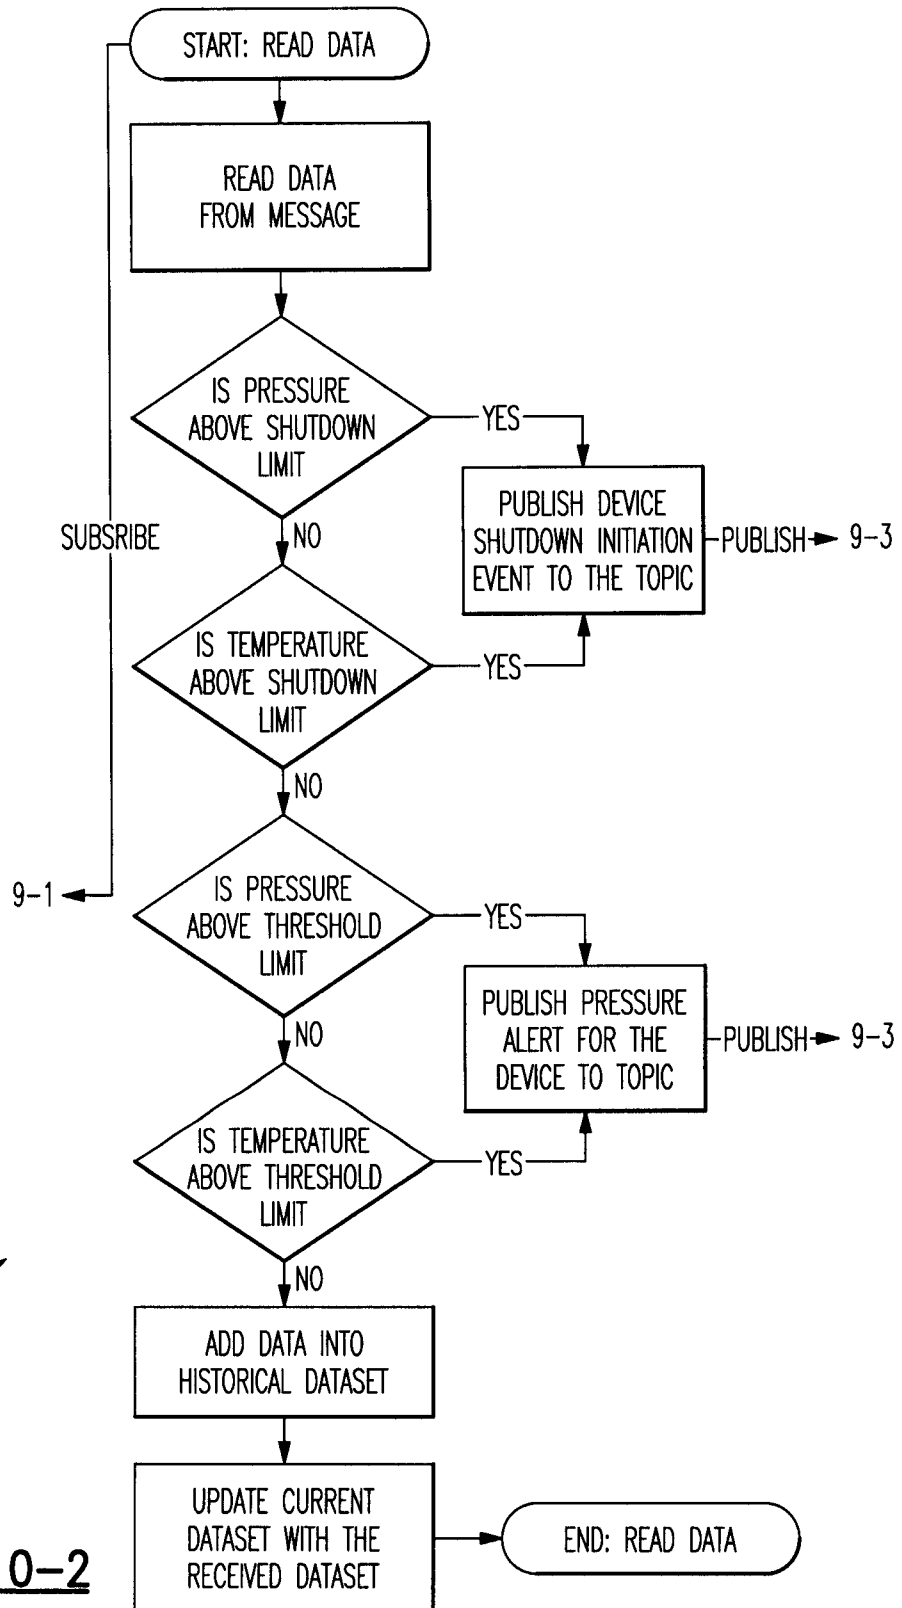 START: READ DATA
READ DATA
FROM MESSAGE
IS PRESSURE
ABOVE SHUTDOWN
LIMIT
YES
PUBLISH DEVICE
SHUTDOWN INITIATION
EVENT TO THE TOPIC
PUBLISH
9-3
NO
SUBSRIBE
IS TEMPERATURE
ABOVE SHUTDOWN
LIMIT
YES
NO
9-1
IS PRESSURE
ABOVE THRESHOLD
LIMIT
YES
PUBLISH PRESSURE
ALERT FOR THE
DEVICE TO TOPIC
PUBLISH
9-3
NO
IS TEMPERATURE
ABOVE THRESHOLD
LIMIT
YES
NO
ADD DATA INTO
HISTORICAL DATASET
UPDATE CURRENT
DATASET WITH THE
RECEIVED DATASET
END: READ DATA
0-2